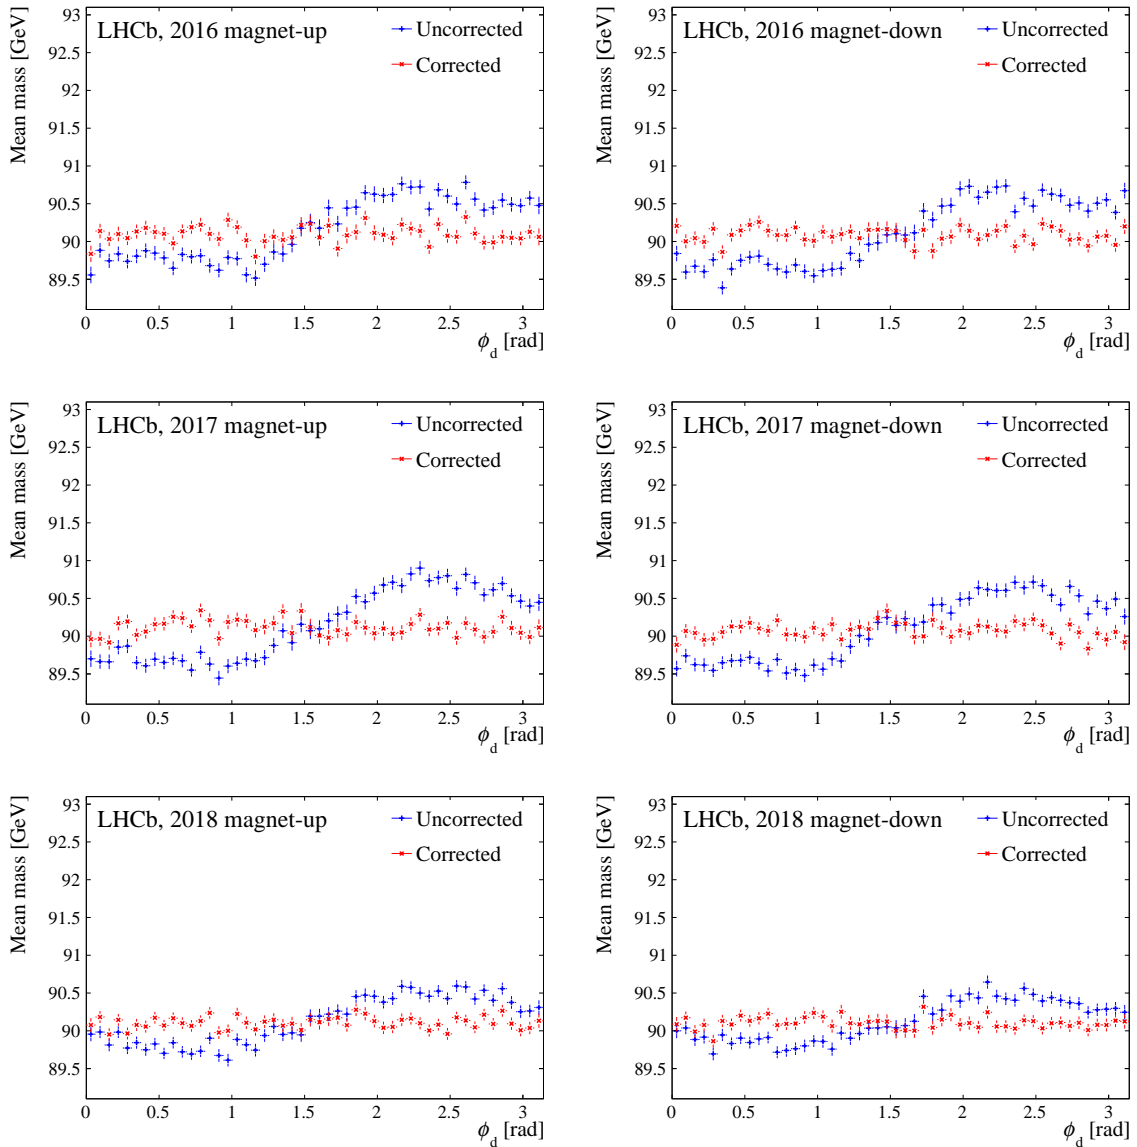 Mean mass [GeV]
LHCb, 2016 magnet-up
Uncorrected
Corrected
93
92.5
92
91.5
91
90.5
90
89.5
0 0.5 1 1.5 2 2.5 3
ϕd [rad]
Mean mass [GeV]
LHCb, 2016 magnet-down
Uncorrected
Corrected
93
92.5
92
91.5
91
90.5
90
89.5
0 0.5 1 1.5 2 2.5 3
ϕd [rad]
Mean mass [GeV]
LHCb, 2017 magnet-up
Uncorrected
Corrected
93
92.5
92
91.5
91
90.5
90
89.5
0 0.5 1 1.5 2 2.5 3
ϕd [rad]
Mean mass [GeV]
LHCb, 2017 magnet-down
Uncorrected
Corrected
93
92.5
92
91.5
91
90.5
90
89.5
0 0.5 1 1.5 2 2.5 3
ϕd [rad]
Mean mass [GeV]
LHCb, 2018 magnet-up
Uncorrected
Corrected
93
92.5
92
91.5
91
90.5
90
89.5
0 0.5 1 1.5 2 2.5 3
ϕd [rad]
Mean mass [GeV]
LHCb, 2018 magnet-down
Uncorrected
Corrected
93
92.5
92
91.5
91
90.5
90
89.5
0 0.5 1 1.5 2 2.5 3
ϕd [rad]